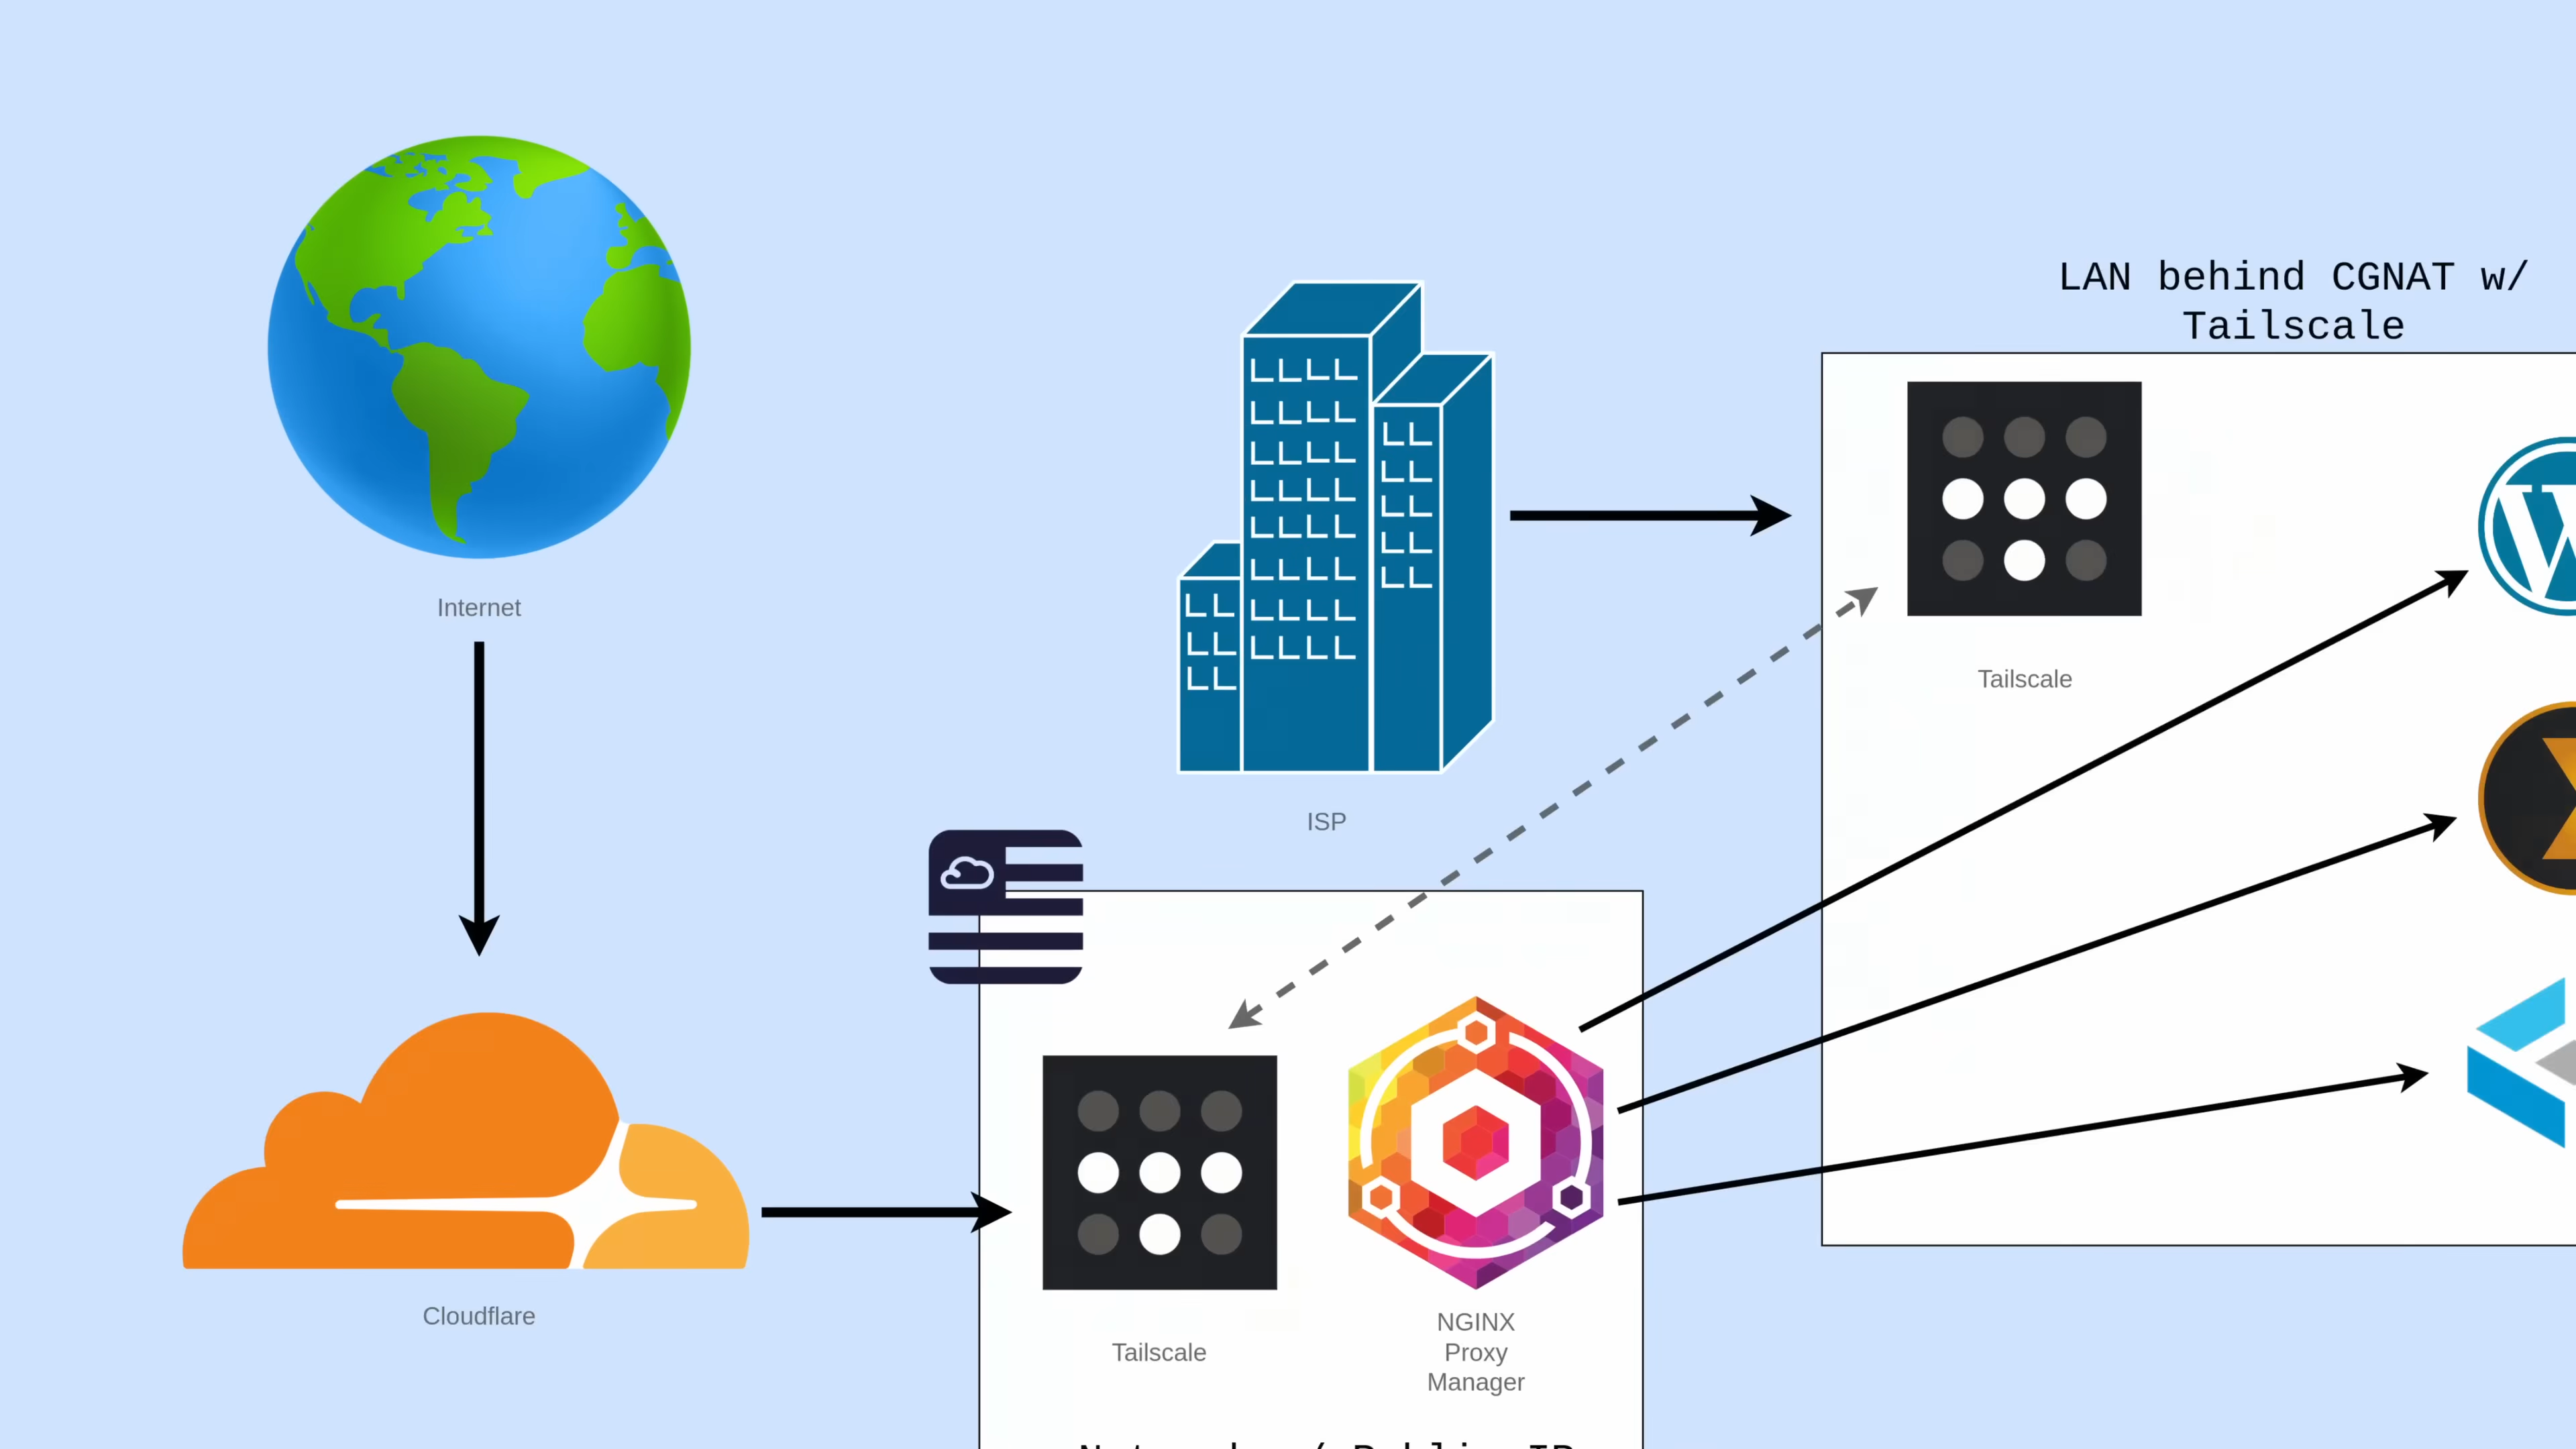 LAN behind CGNAT w/
Tailscale
Internet
Tailscale
ISP
Cloudflare
Tailscale
NGINX
Proxy
Manager